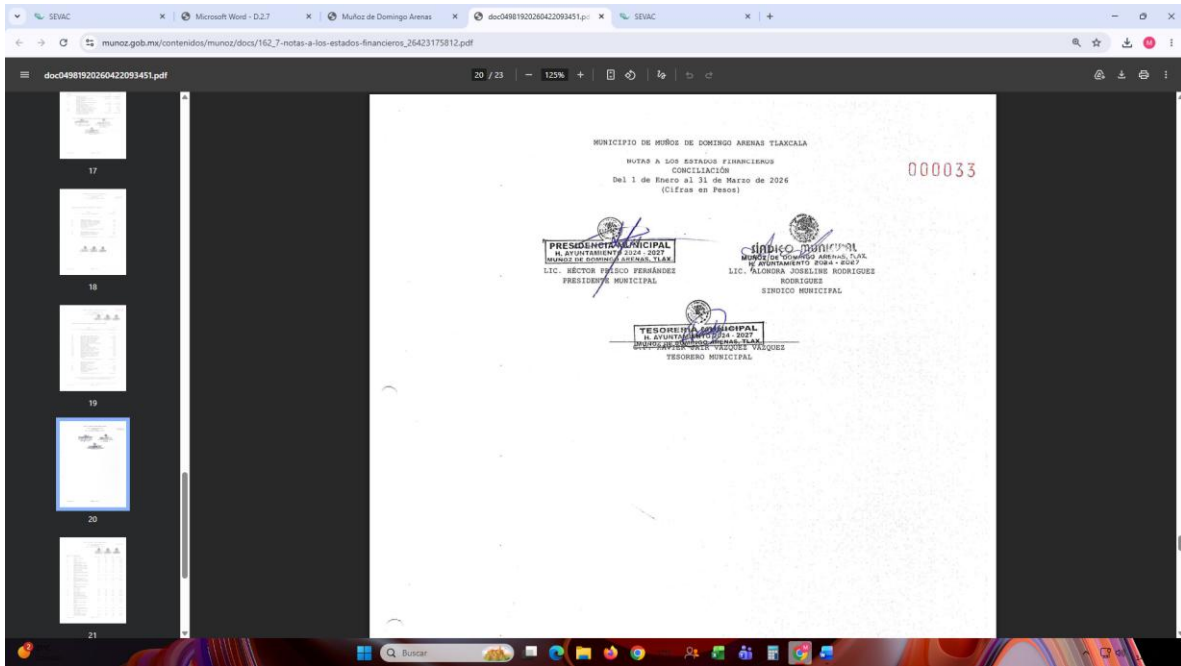 SEVAC
Microsoft Word - D.2.7
Muñoz de Domingo Arenas
doc04981920260422093451.pd
SEVAC
munoz.gob.mx/contenidos/munoz/docs/162_7-notas-a-los-estados-financieros_26423175812.pdf
doc04981920260422093451.pdf
20 / 23
125%
17
18
19
20
21
MUNICIPIO DE MUÑOZ DE DOMINGO ARENAS TLAXCALA
NOTAS A LOS ESTADOS FINANCIEROS
CONCILIACIÓN
Del 1 de Enero al 31 de Marzo de 2026
(Cifras en Pesos)
000033
PRESIDENCIA MUNICIPAL
H. AYUNTAMIENTO 2024 - 2027
MUÑOZ DE DOMINGO ARENAS, TLAX.
LIC. HÉCTOR PRISCO FERNÁNDEZ
PRESIDENTE MUNICIPAL
SÍNDICO MUNICIPAL
MUÑOZ DE DOMINGO ARENAS, TLAX.
H. AYUNTAMIENTO 2024 - 2027
LIC. ALONDRA JOSELINE RODRIGUEZ
RODRIGUEZ
SINDICO MUNICIPAL
TESORERÍA MUNICIPAL
H. AYUNTAMIENTO 2024 - 2027
MUÑOZ DE DOMINGO ARENAS, TLAX.
VAZQUEZ VAZQUEZ
TESORERO MUNICIPAL
Buscar